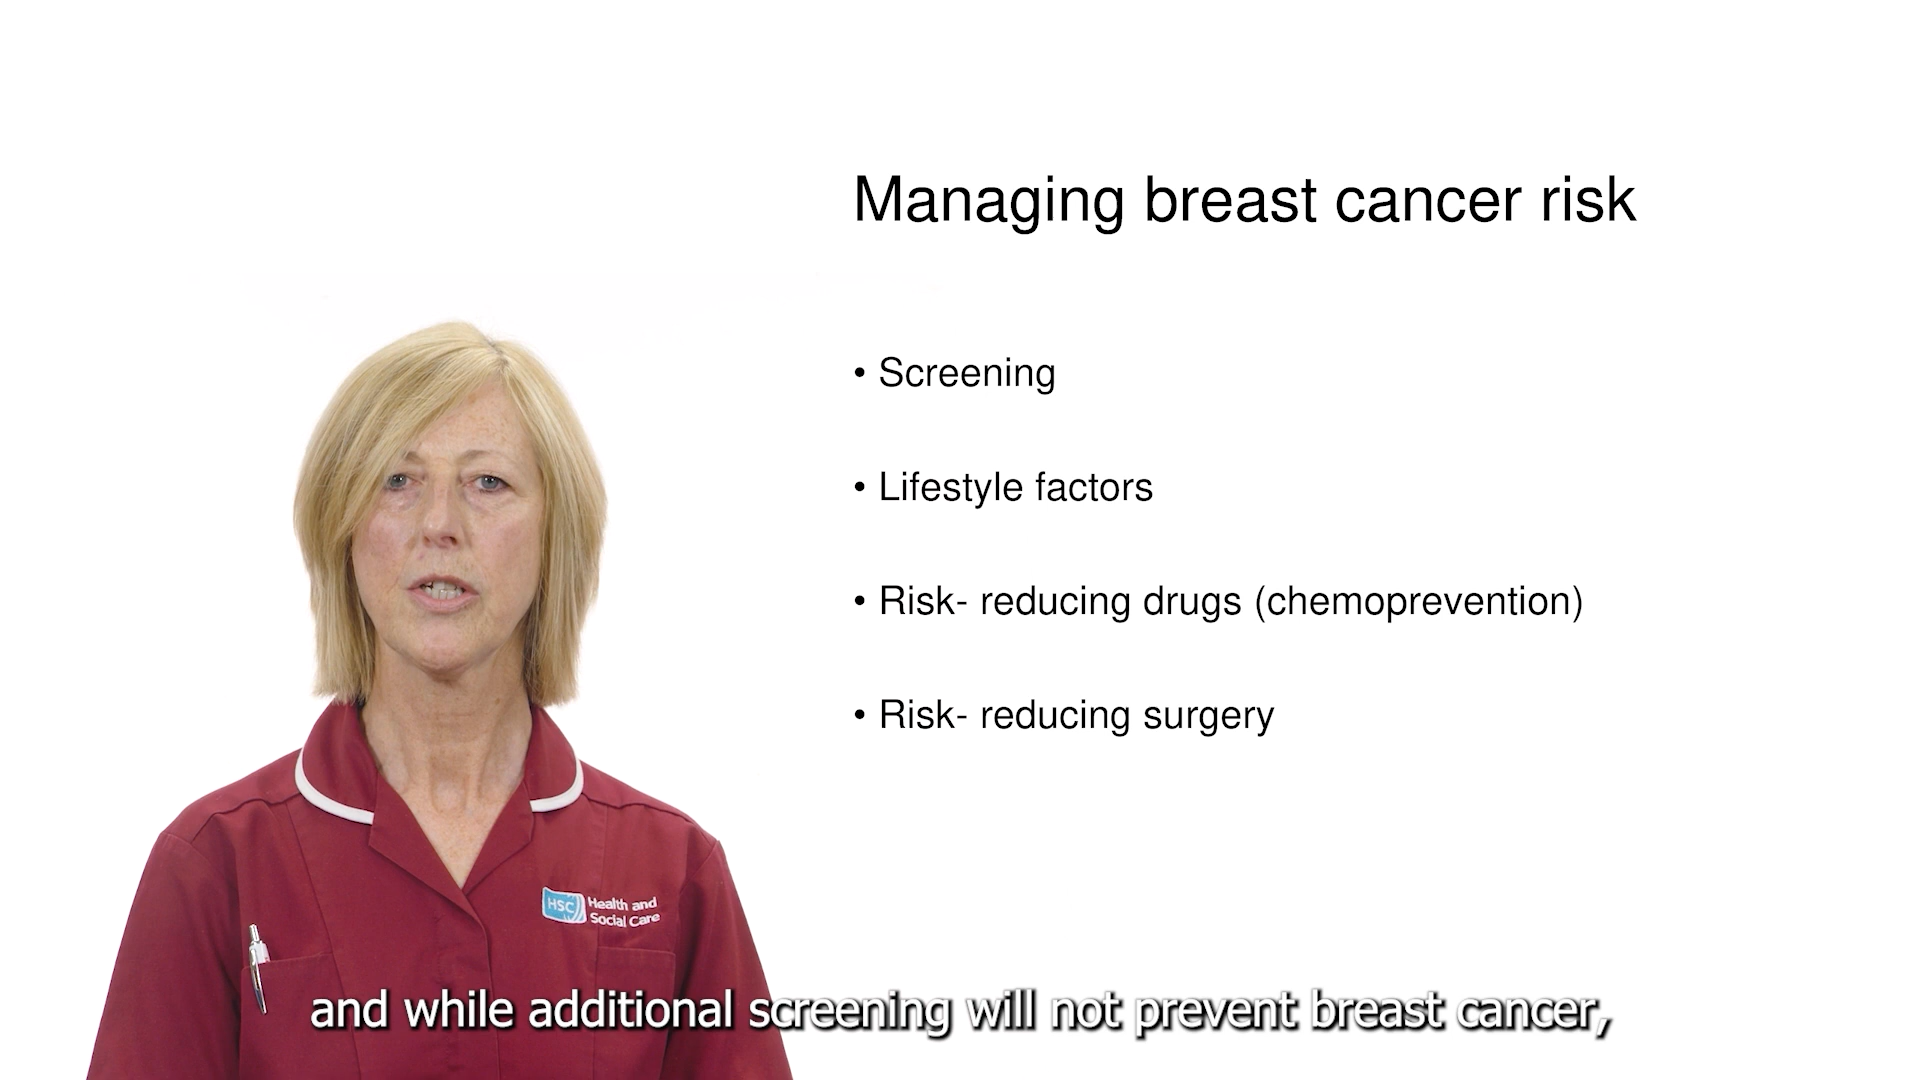 Managing breast cancer risk
• Screening
• Lifestyle factors
• Risk- reducing drugs (chemoprevention)
• Risk- reducing surgery
HSC Health and
Social Care
and while additional screening will not prevent breast cancer,